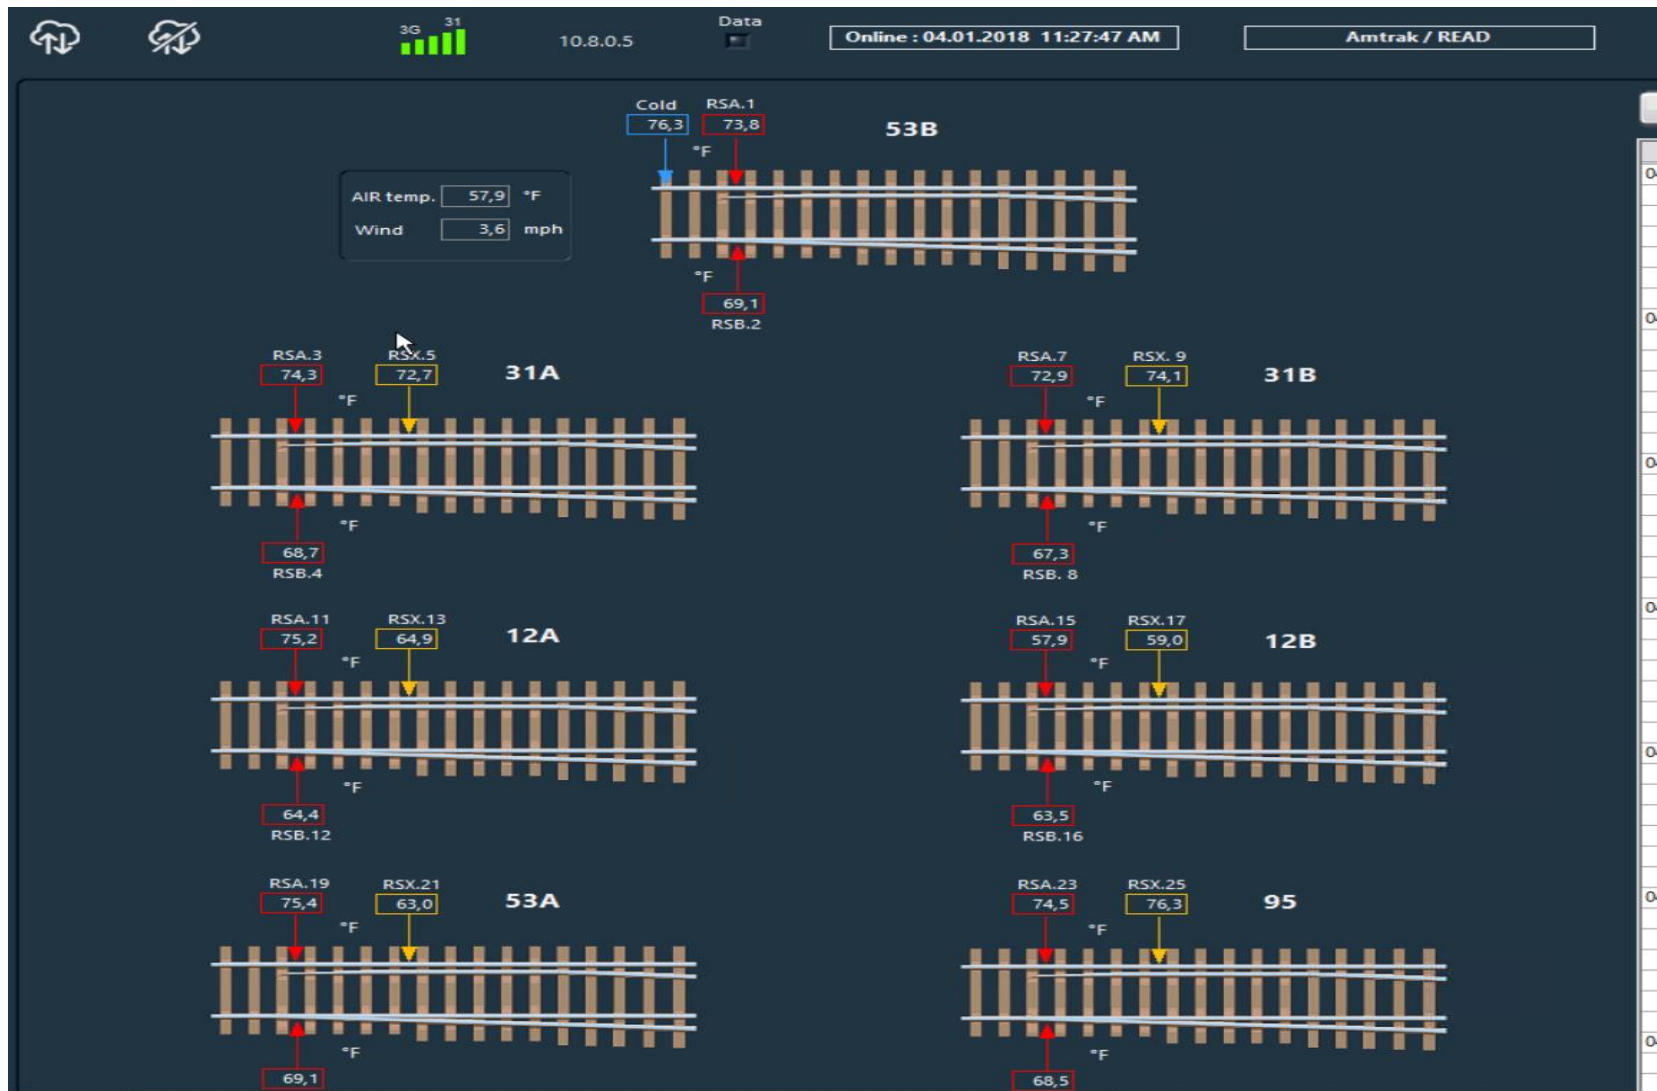 3G 31
10.8.0.5
Data
Online : 04.01.2018 11:27:47 AM
Amtrak / READ
Cold RSA.1
76,3 73,8 53B
°F
AIR temp. 57,9 °F
Wind 3,6 mph
°F
69,1
RSB.2
RSA.3 RSX.5
74,3 72,7 31A
°F
°F
68,7
RSB.4
RSA.7 RSX. 9
72,9 74,1 31B
°F
°F
67,3
RSB. 8
RSA.11 RSX.13
75,2 64,9 12A
°F
°F
64,4
RSB.12
RSA.15 RSX.17
57,9 59,0 12B
°F
°F
63,5
RSB.16
RSA.19 RSX.21
75,4 63,0 53A
°F
°F
69,1
RSA.23 RSX.25
74,5 76,3 95
°F
°F
68,5